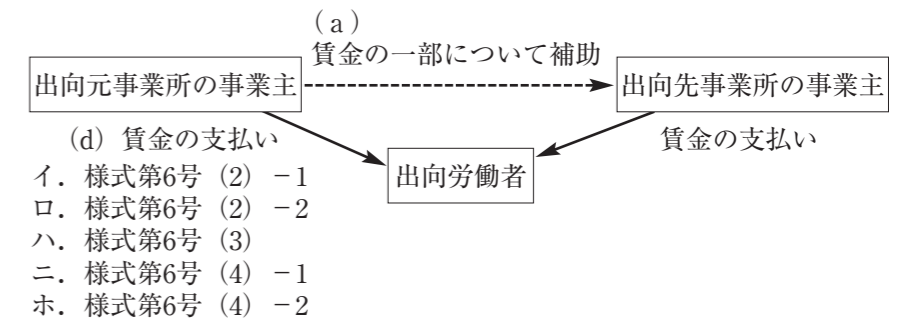 (a)
賃金の一部について補助
出向元事業所の事業主
出向先事業所の事業主
(d) 賃金の支払い
賃金の支払い
出向労働者
イ. 様式第6号 (2) −1
ロ. 様式第6号 (2) −2
ハ. 様式第6号 (3)
ニ. 様式第6号 (4) −1
ホ. 様式第6号 (4) −2